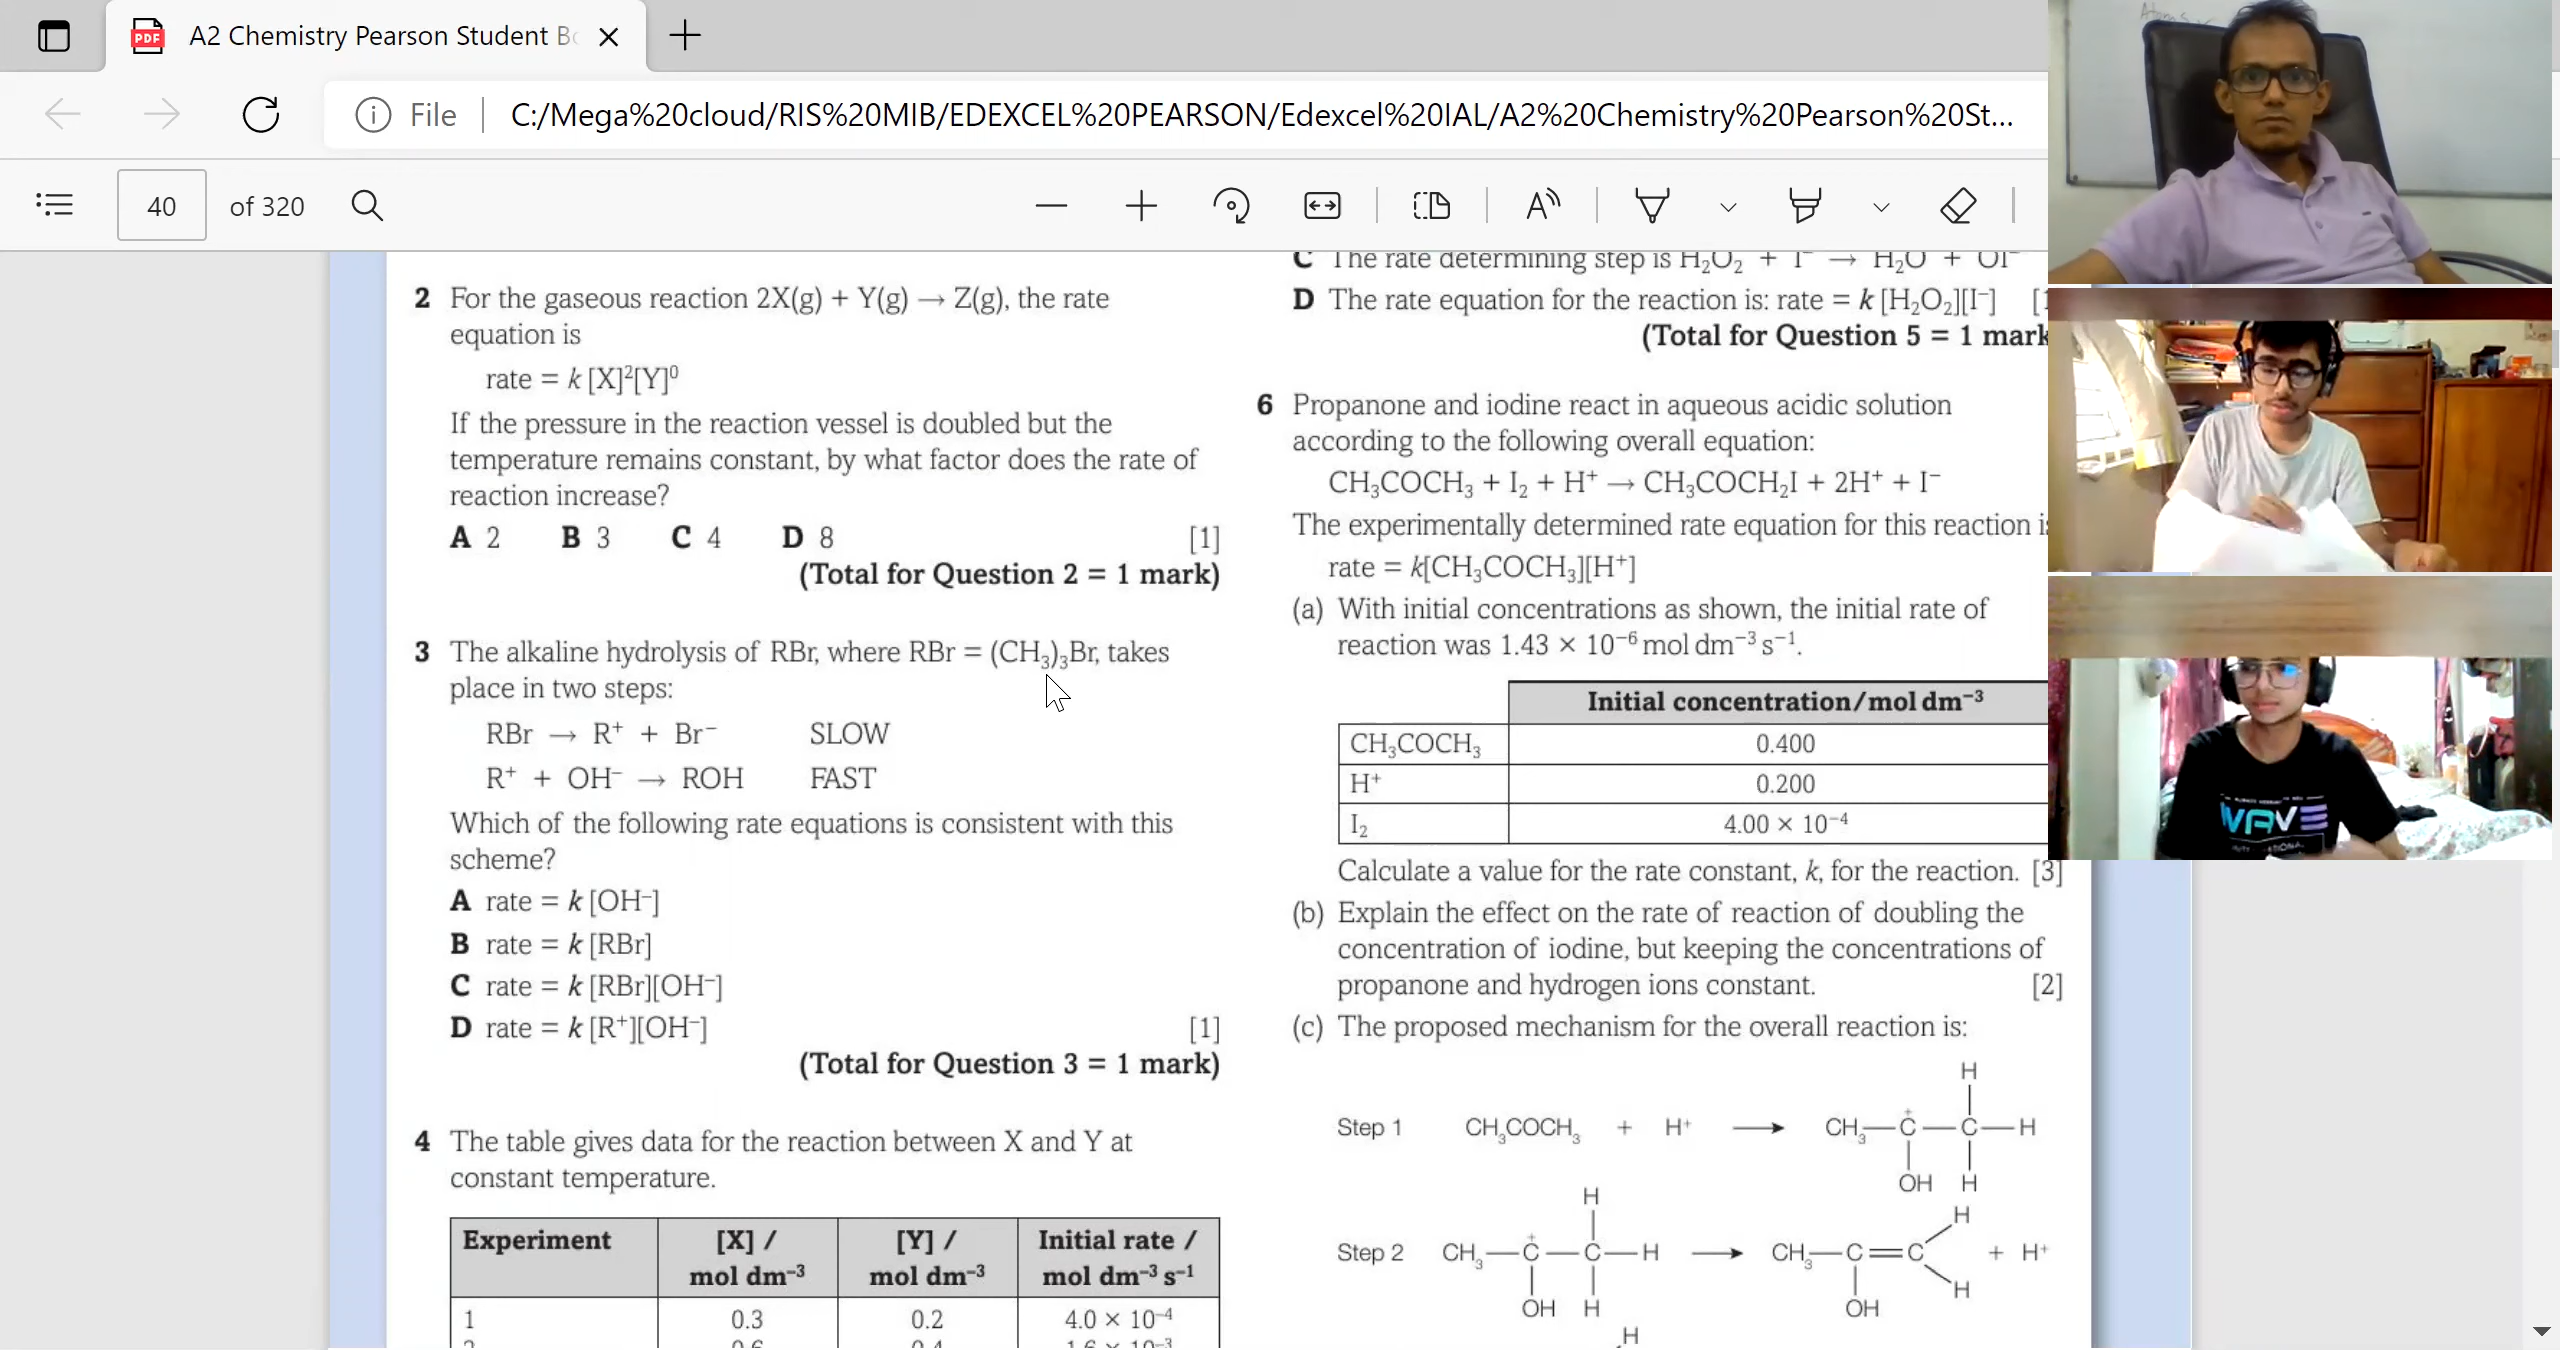 A2 Chemistry Pearson Student Bo
File
C:/Mega%20cloud/RIS%20MIB/EDEXCEL%20PEARSON/Edexcel%20IAL/A2%20Chemistry%20Pearson%20St...
40 of 320
2 For the gaseous reaction 2X(g) + Y(g) → Z(g), the rate
equation is
rate = k [X]²[Y]⁰
If the pressure in the reaction vessel is doubled but the
temperature remains constant, by what factor does the rate of
reaction increase?
A 2 B 3 C 4 D 8 [1]
(Total for Question 2 = 1 mark)
3 The alkaline hydrolysis of RBr, where RBr = (CH₃)₃Br, takes
place in two steps:
RBr → R⁺ + Br⁻ SLOW
R⁺ + OH⁻ → ROH FAST
Which of the following rate equations is consistent with this
scheme?
A rate = k [OH⁻]
B rate = k [RBr]
C rate = k [RBr][OH⁻]
D rate = k [R⁺][OH⁻] [1]
(Total for Question 3 = 1 mark)
4 The table gives data for the reaction between X and Y at
constant temperature.
Experiment [X] / mol dm⁻³ [Y] / mol dm⁻³ Initial rate / mol dm⁻³ s⁻¹
1 0.3 0.2 4.0 × 10⁻⁴
C The rate determining step is H₂O₂ + I⁻ → H₂O + OI⁻
D The rate equation for the reaction is: rate = k [H₂O₂][I⁻] [1
(Total for Question 5 = 1 mark
6 Propanone and iodine react in aqueous acidic solution
according to the following overall equation:
CH₃COCH₃ + I₂ + H⁺ → CH₃COCH₂I + 2H⁺ + I⁻
The experimentally determined rate equation for this reaction is
rate = k[CH₃COCH₃][H⁺]
(a) With initial concentrations as shown, the initial rate of
reaction was 1.43 × 10⁻⁶ mol dm⁻³ s⁻¹.
Initial concentration/mol dm⁻³
CH₃COCH₃ 0.400
H⁺ 0.200
I₂ 4.00 × 10⁻⁴
Calculate a value for the rate constant, k, for the reaction. [3]
(b) Explain the effect on the rate of reaction of doubling the
concentration of iodine, but keeping the concentrations of
propanone and hydrogen ions constant. [2]
(c) The proposed mechanism for the overall reaction is:
H
Step 1 CH₃COCH₃ + H⁺ → CH₃—C⁺—C—H
OH H
H H
Step 2 CH₃—C⁺—C—H → CH₃—C=C + H⁺
H
OH H OH
H
WAVE